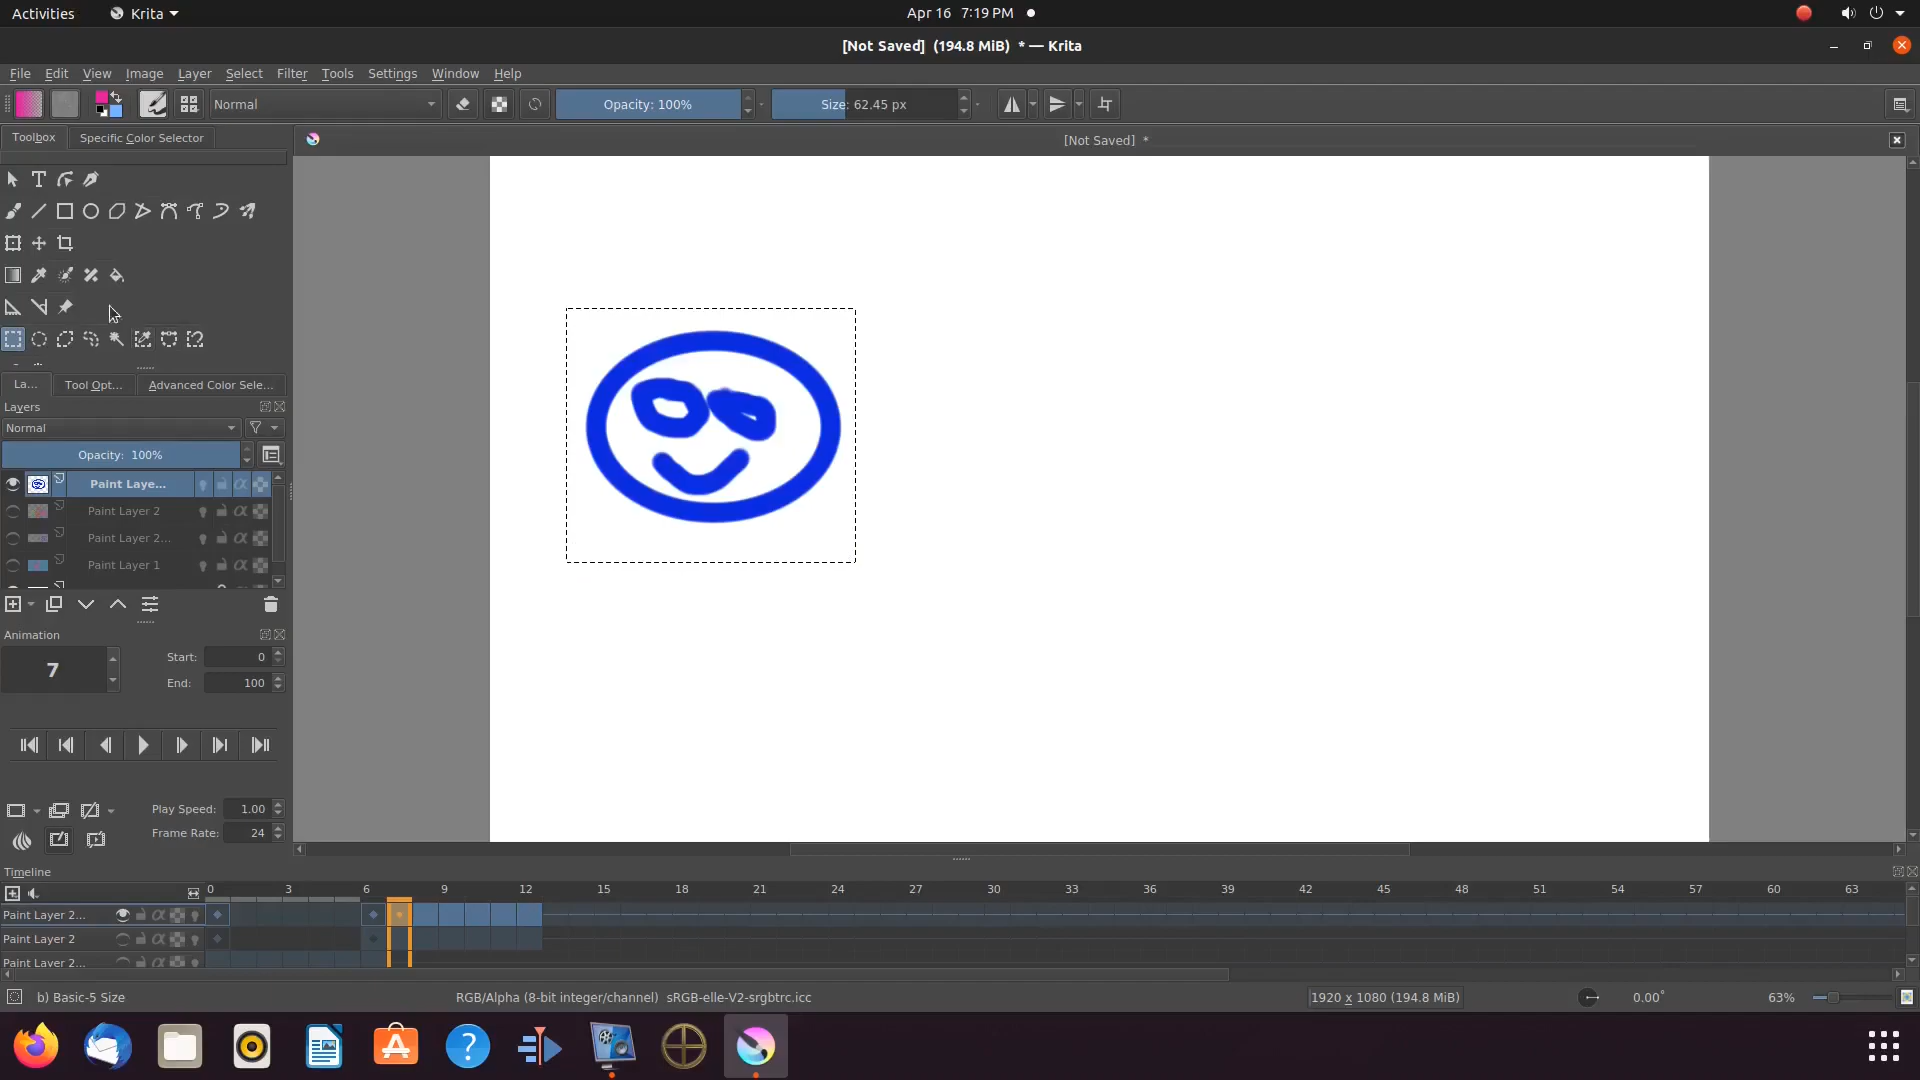 Activities Krita Apr 16 7:19 PM
[Not Saved] (194.8 MiB) * — Krita
File Edit View Image Layer Select Filter Tools Settings Window Help
Normal Opacity: 100% Size: 62.45 px
Toolbox Specific Color Selector [Not Saved] *
La... Tool Opt... Advanced Color Sele...
Layers
Normal
Opacity: 100%
Paint Laye...
Paint Layer 2
Paint Layer 2...
Paint Layer 1
Animation
7 Start: 0
End: 100
Play Speed: 1.00
Frame Rate: 24
Timeline
0 3 6 9 12 15 18 21 24 27 30 33 36 39 42 45 48 51 54 57 60 63
Paint Layer 2...
Paint Layer 2
Paint Layer 2...
b) Basic-5 Size RGB/Alpha (8-bit integer/channel) sRGB-elle-V2-srgbtrc.icc 1920 x 1080 (194.8 MiB) 0.00° 63%